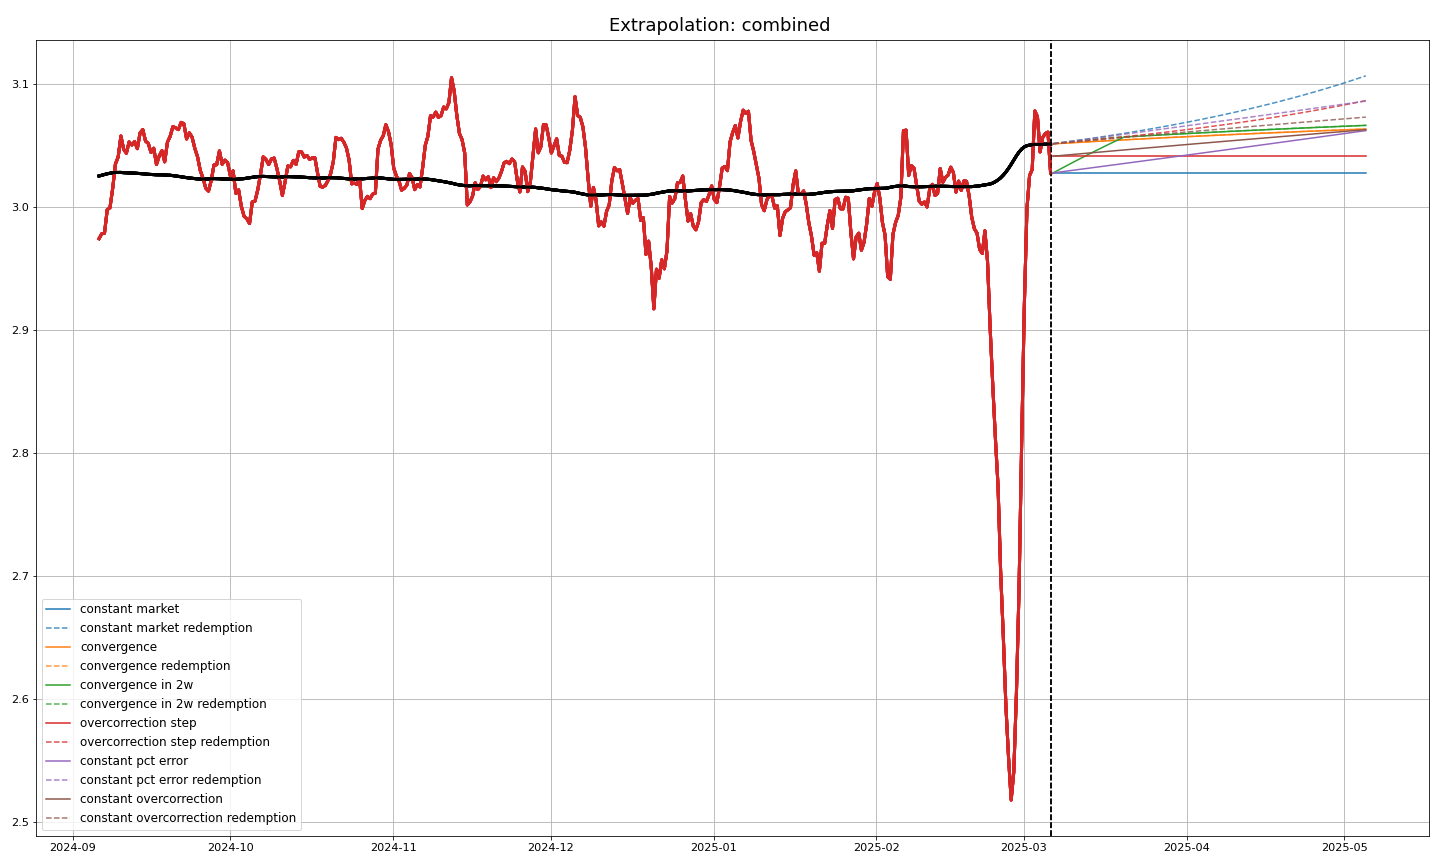 Extrapolation: combined
3.1
3.0
2.9
2.8
2.7
2.6
2.5
constant market
constant market redemption
convergence
convergence redemption
convergence in 2w
convergence in 2w redemption
overcorrection step
overcorrection step redemption
constant pct error
constant pct error redemption
constant overcorrection
constant overcorrection redemption
2024-09 2024-10 2024-11 2024-12 2025-01 2025-02 2025-03 2025-04 2025-05